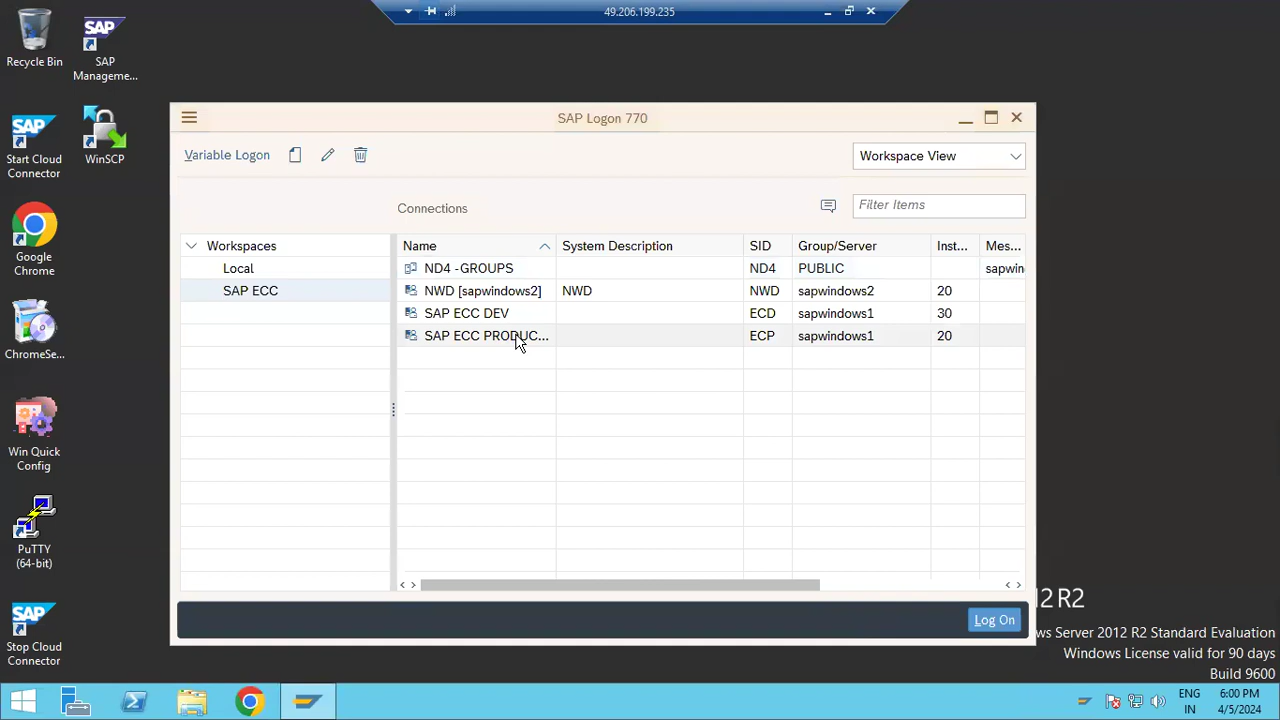 49.206.199.235
Recycle Bin
SAP
Management...
Start Cloud
Connector
WinSCP
Google
Chrome
ChromeSe...
Win Quick
Config
PuTTY
(64-bit)
Stop Cloud
Connector
SAP Logon 770
Variable Logon
Workspace View
Connections
Filter Items
Workspaces
Name
System Description
SID
Group/Server
Inst...
Mes...
Local
ND4 -GROUPS
ND4
PUBLIC
sapwin
SAP ECC
NWD [sapwindows2]
NWD
NWD
sapwindows2
20
SAP ECC DEV
ECD
sapwindows1
30
SAP ECC PRODUC...
ECP
sapwindows1
20
Log On
12 R2
ws Server 2012 R2 Standard Evaluation
Windows License valid for 90 days
Build 9600
ENG
IN
6:00 PM
4/5/2024